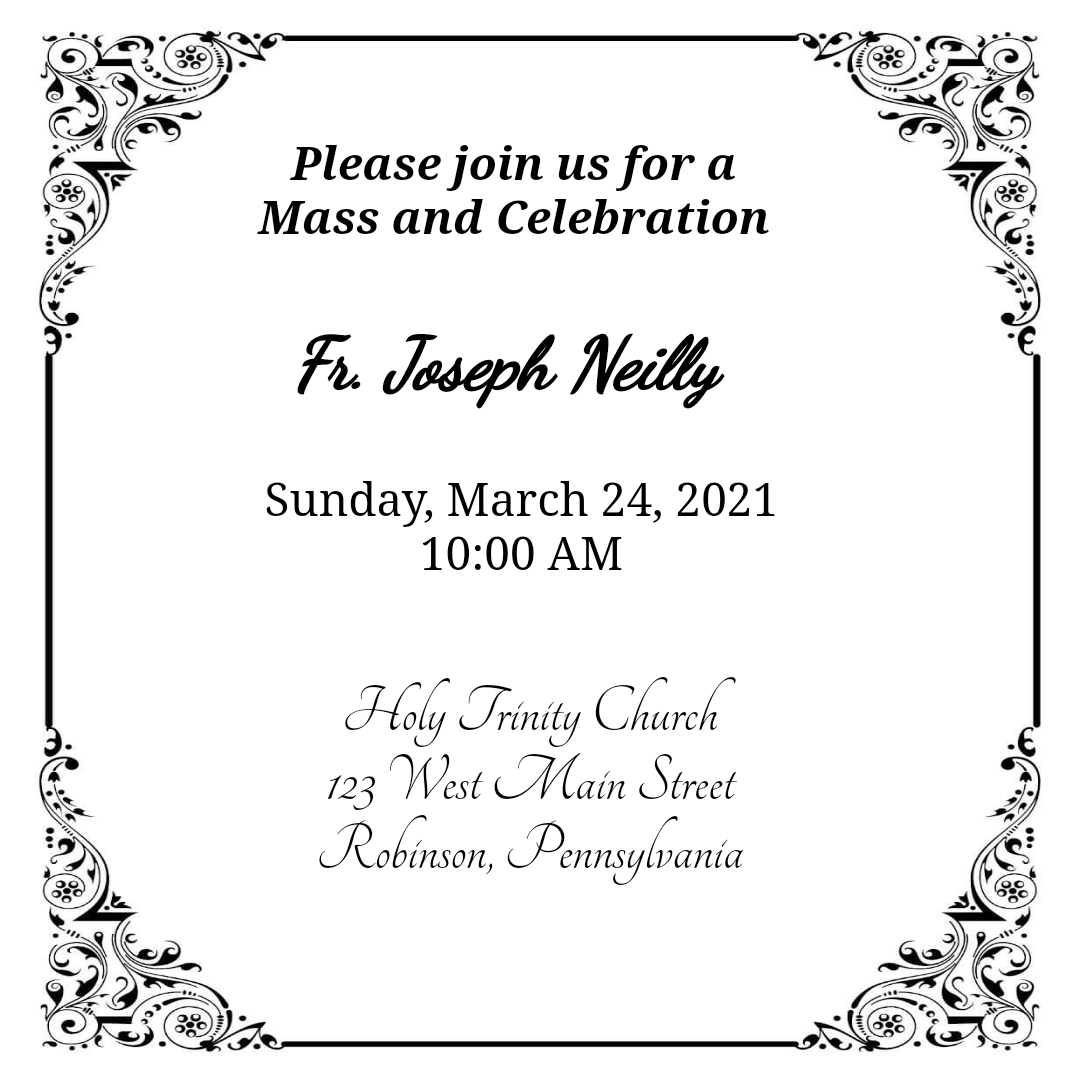 Please join us for a
Mass and Celebration
Fr. Joseph Neilly
Sunday, March 24, 2021
10:00 AM
Holy Trinity Church
123 West Main Street
Robinson, Pennsylvania